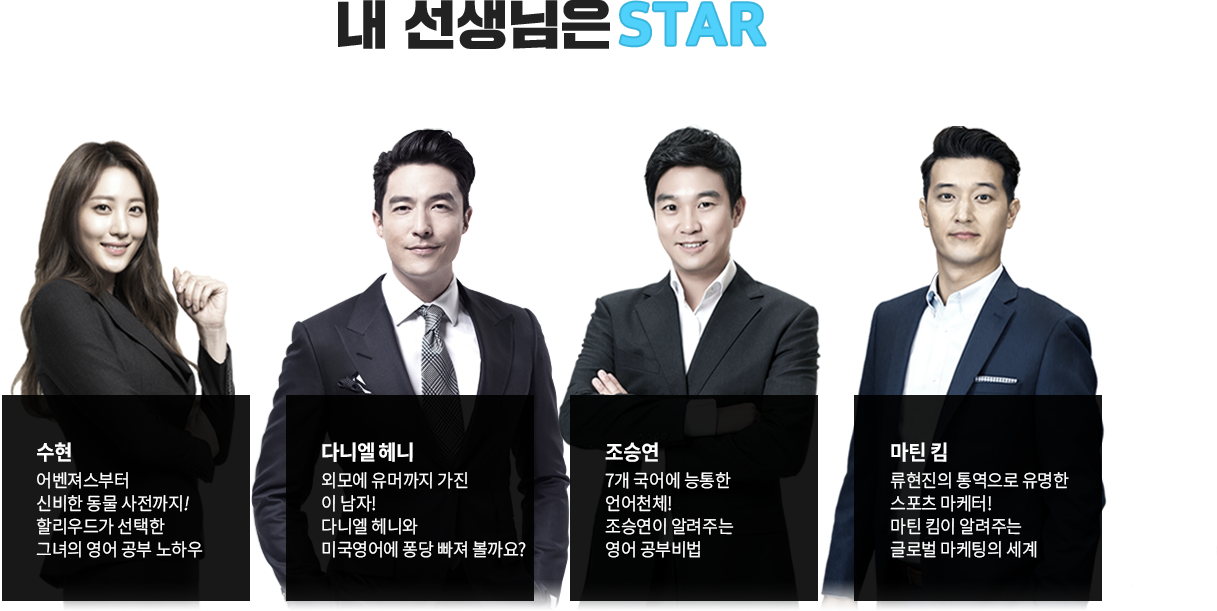 내 선생님은 STAR
수현
어벤져스부터
신비한 동물 사전까지!
할리우드가 선택한
그녀의 영어 공부 노하우
다니엘 헤니
외모에 유머까지 가진
이 남자!
다니엘 헤니와
미국영어에 퐁당 빠져 볼까요?
조승연
7개 국어에 능통한
언어천체!
조승연이 알려주는
영어 공부비법
마틴 킴
류현진의 통역으로 유명한
스포츠 마케터!
마틴 킴이 알려주는
글로벌 마케팅의 세계